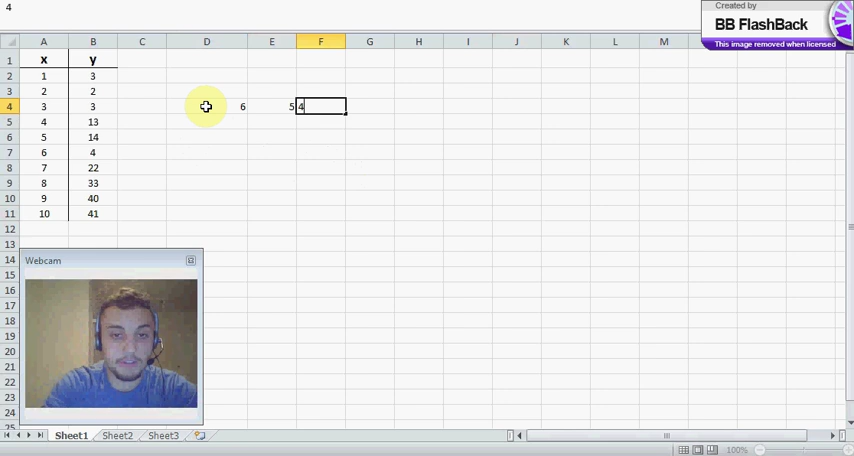 4
Created by
BB FlashBack
This image removed when licensed
A B C D E F G H I J K L M
1 x y
2 1 3
3 2 2
4 3 3 6 5 4
5 4 13
6 5 14
7 6 4
8 7 22
9 8 33
10 9 40
11 10 41
12
13
14
Webcam
15
16
17
18
19
20
21
22
23
24
25
Sheet1 Sheet2 Sheet3
100%